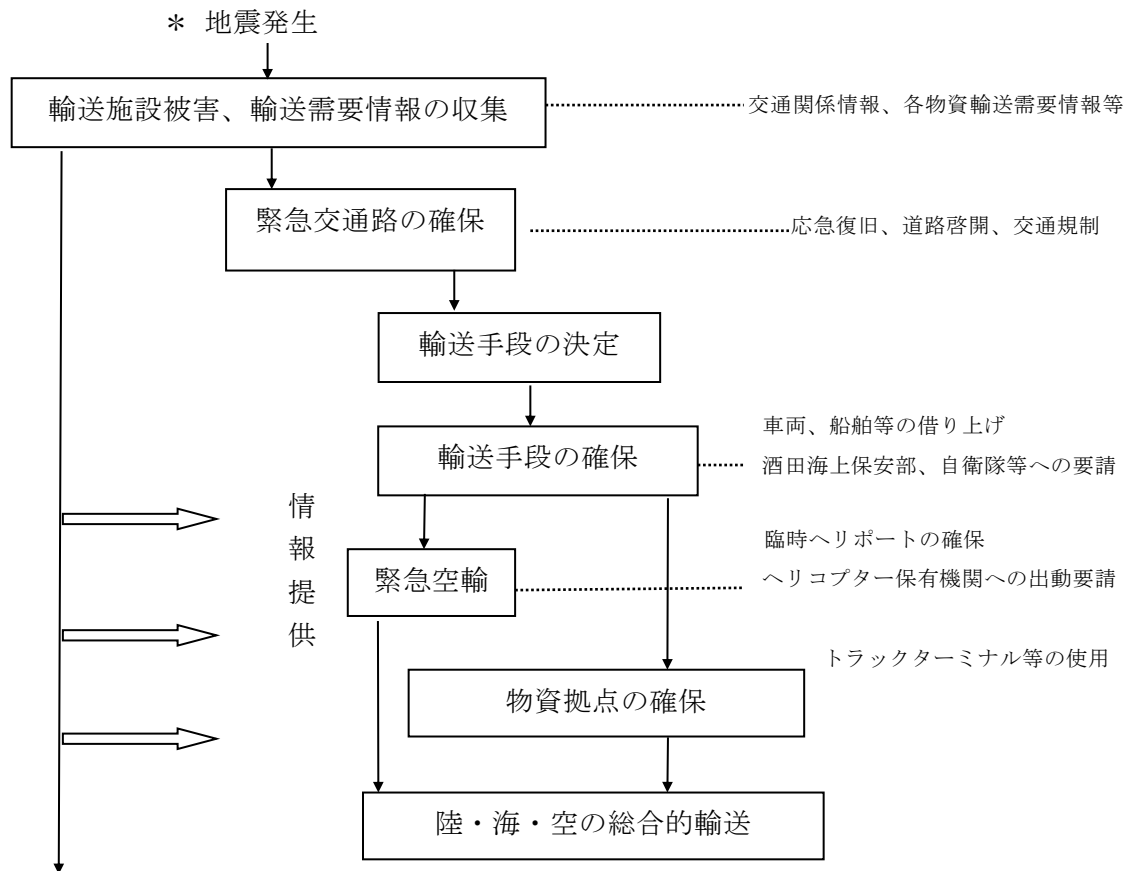 ＊ 地震発生
輸送施設被害、輸送需要情報の収集
交通関係情報、各物資輸送需要情報等
緊急交通路の確保
応急復旧、道路啓開、交通規制
輸送手段の決定
輸送手段の確保
車両、船舶等の借り上げ
酒田海上保安部、自衛隊等への要請
情報提供
緊急空輸
臨時ヘリポートの確保
ヘリコプター保有機関への出動要請
トラックターミナル等の使用
物資拠点の確保
陸・海・空の総合的輸送